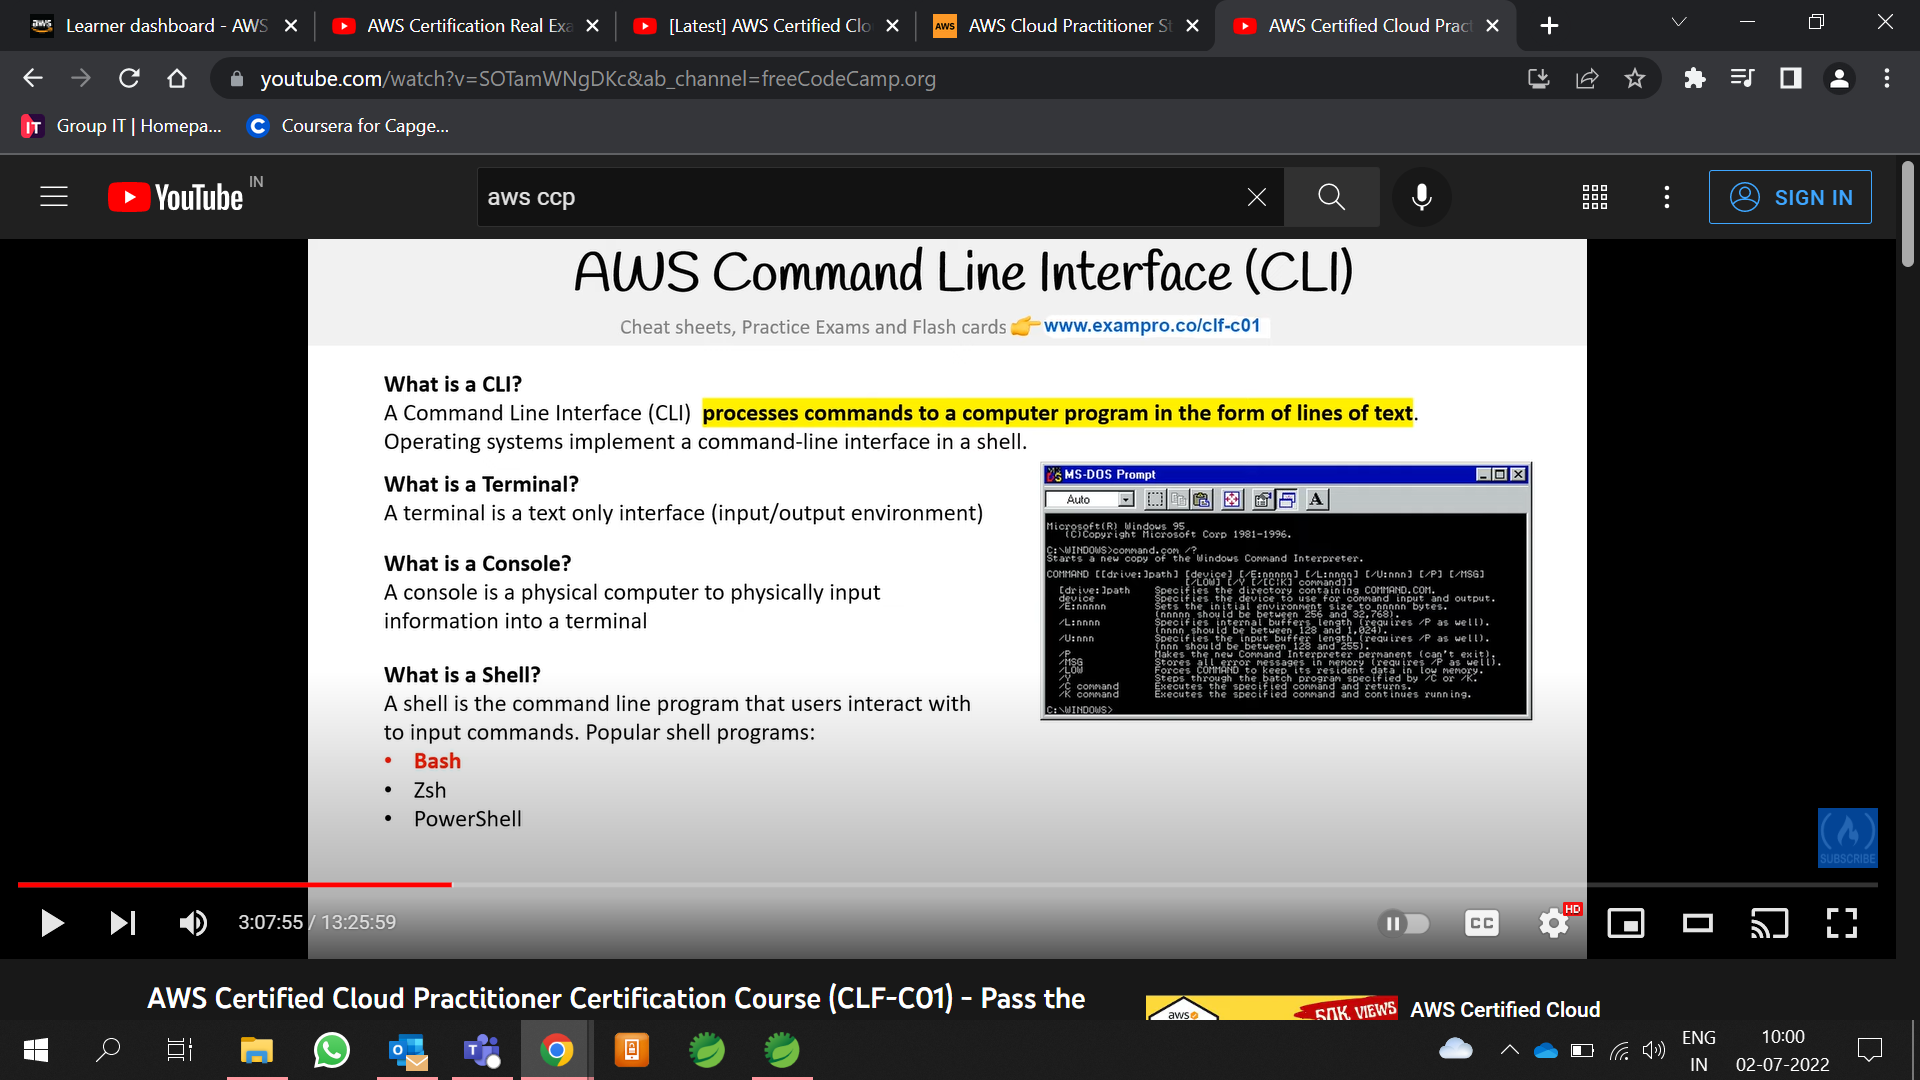 Learner dashboard - AWS
AWS Certification Real Exa
[Latest] AWS Certified Clo
AWS Cloud Practitioner St
AWS Certified Cloud Pract
youtube.com/watch?v=SOTamWNgDKc&ab_channel=freeCodeCamp.org
Group IT | Homepa...
Coursera for Capge...
YouTube IN
aws ccp
SIGN IN
AWS Command Line Interface (CLI)
Cheat sheets, Practice Exams and Flash cards 👉 www.exampro.co/clf-c01
What is a CLI?
A Command Line Interface (CLI) processes commands to a computer program in the form of lines of text.
Operating systems implement a command-line interface in a shell.
What is a Terminal?
A terminal is a text only interface (input/output environment)
What is a Console?
A console is a physical computer to physically input
information into a terminal
What is a Shell?
A shell is the command line program that users interact with
to input commands. Popular shell programs:
• Bash
• Zsh
• PowerShell
MS-DOS Prompt
Auto
A
Microsoft(R) Windows 95
(C)Copyright Microsoft Corp 1981-1996.
C:\WINDOWS>command.com /?
Starts a new copy of the Windows Command Interpreter.
COMMAND [[drive:]path] [device] [/E:nnnnn] [/L:nnnn] [/U:nnn] [/P] [/MSG]
[/LOW] [/Y [/[C|K] command]]
[drive:]path Specifies the directory containing COMMAND.COM.
device Specifies the device to use for command input and output.
/E:nnnnn Sets the initial environment size to nnnnn bytes.
(nnnnn should be between 256 and 32,768).
/L:nnnn Specifies internal buffers length (requires /P as well).
(nnnn should be between 128 and 1,024).
/U:nnn Specifies the input buffer length (requires /P as well).
(nnn should be between 128 and 255).
/P Makes the new Command Interpreter permanent (can't exit).
/MSG Stores all error messages in memory (requires /P as well).
/LOW Forces COMMAND to keep its resident data in low memory.
/Y Steps through the batch program specified by /C or /K.
/C command Executes the specified command and returns.
/K command Executes the specified command and continues running.
C:\WINDOWS>
SUBSCRIBE
3:07:55 / 13:25:59
CC
HD
AWS Certified Cloud Practitioner Certification Course (CLF-C01) - Pass the
aws
50K VIEWS
AWS Certified Cloud
ENG
IN
10:00
02-07-2022